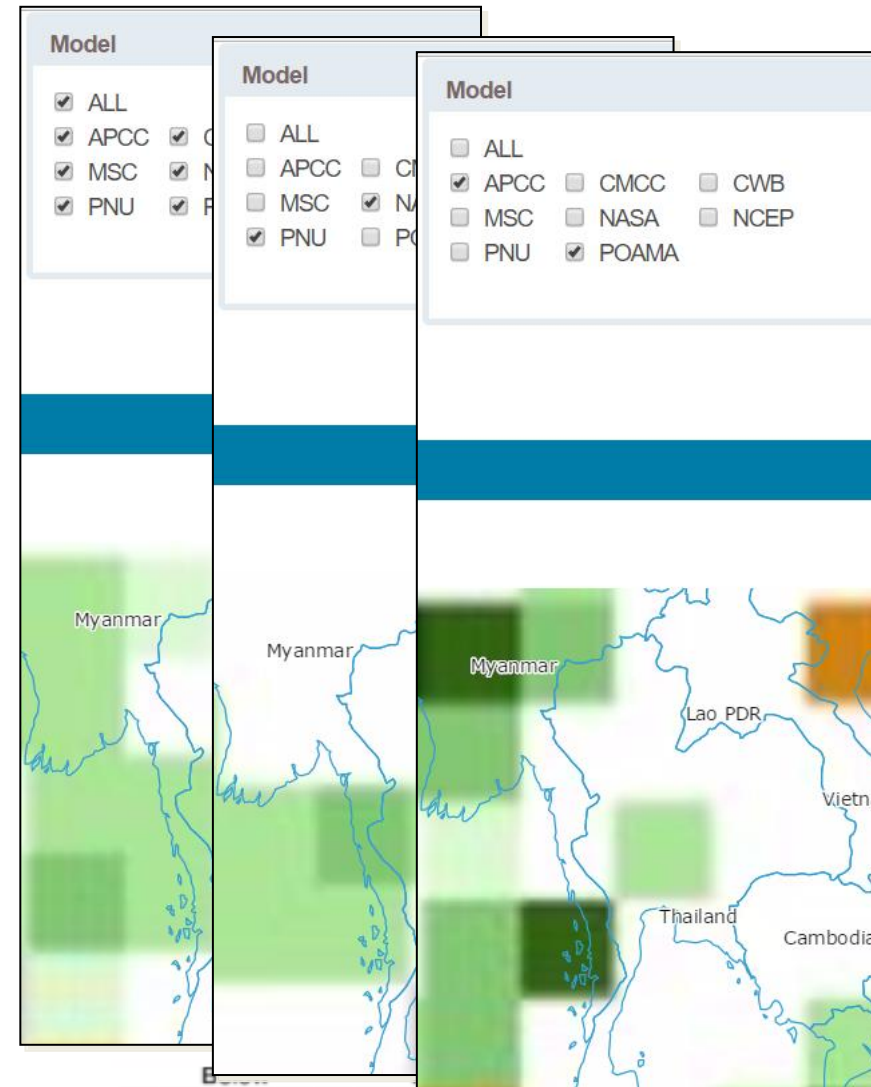 Model
ALL
APCC
MSC
PNU
Myanmar
Model
ALL
APCC
MSC
PNU
Myanmar
Model
ALL
APCC CMCC CWB
MSC NASA NCEP
PNU POAMA
Myanmar
Lao PDR
Vietn
Thailand
Cambodia